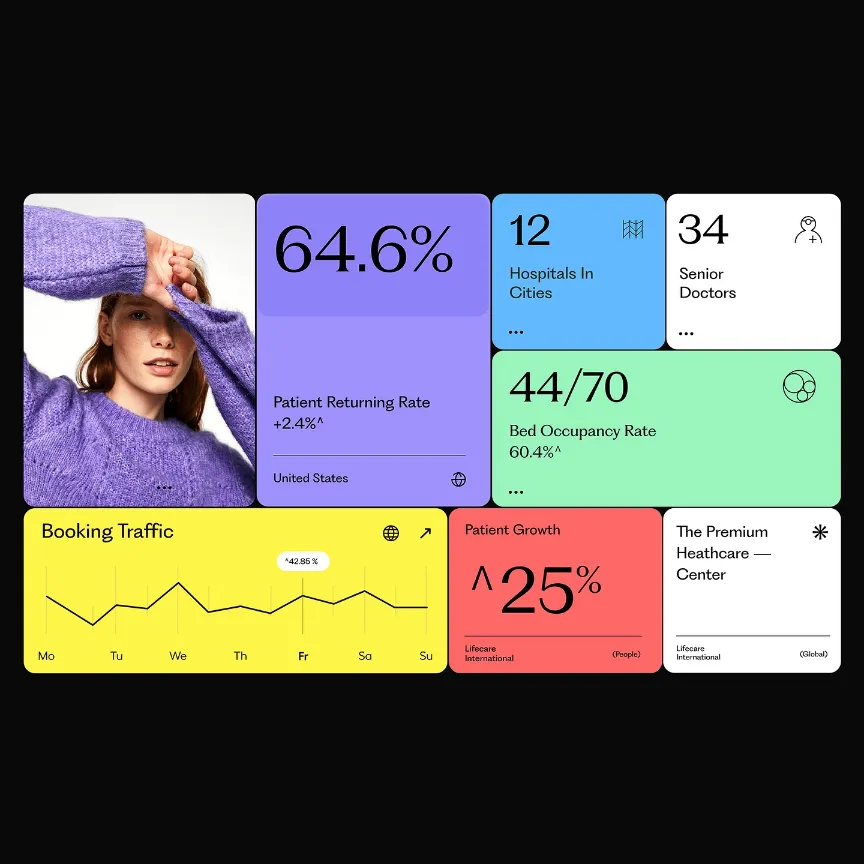 64.6%
Patient Returning Rate
+2.4%^
United States
12
Hospitals In
Cities
34
Senior
Doctors
44/70
Bed Occupancy Rate
60.4%^
Booking Traffic
^42.85 %
Mo Tu We Th Fr Sa Su
Patient Growth
^25%
Lifecare
International
(People)
The Premium
Heathcare —
Center
Lifecare
International
(Global)